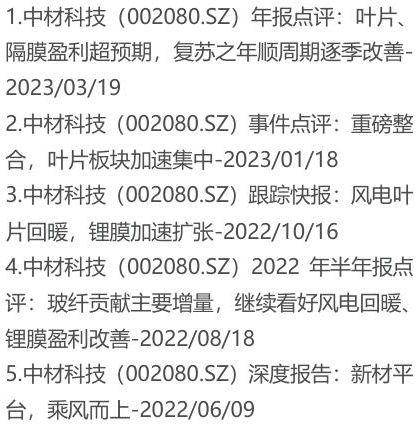 1.中材科技（002080.SZ）年报点评：叶片、
隔膜盈利超预期，复苏之年顺周期逐季改善-
2023/03/19
2.中材科技（002080.SZ）事件点评：重磅整
合，叶片板块加速集中-2023/01/18
3.中材科技（002080.SZ）跟踪快报：风电叶
片回暖，锂膜加速扩张-2022/10/16
4.中材科技（002080.SZ）2022 年半年报点
评：玻纤贡献主要增量，继续看好风电回暖、
锂膜盈利改善-2022/08/18
5.中材科技（002080.SZ）深度报告：新材平
台，乘风而上-2022/06/09